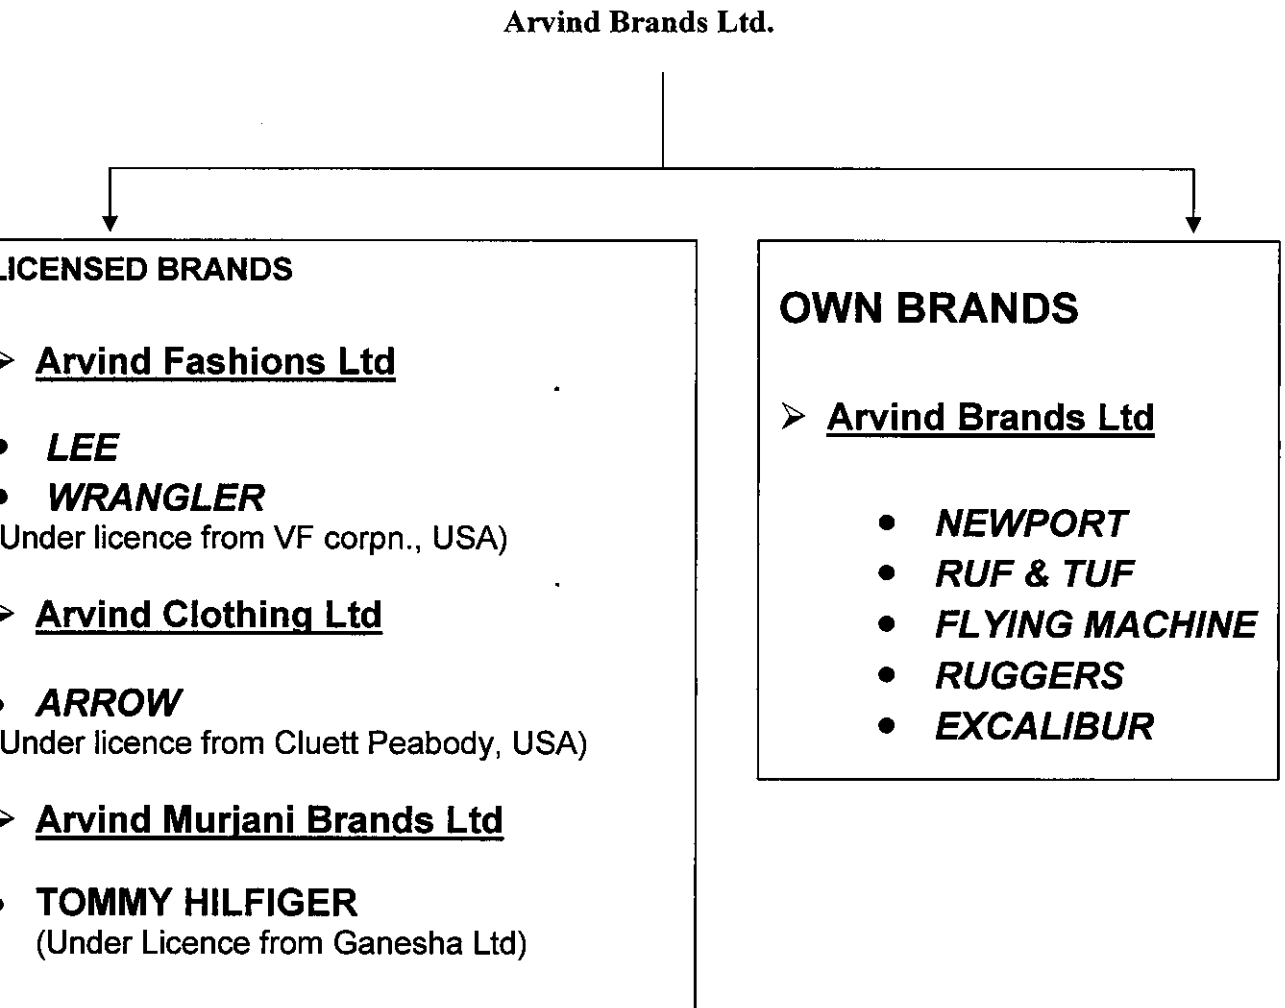 Arvind Brands Ltd.
LICENSED BRANDS
➢ Arvind Fashions Ltd
• LEE
• WRANGLER
(Under licence from VF corpn., USA)
➢ Arvind Clothing Ltd
• ARROW
(Under licence from Cluett Peabody, USA)
➢ Arvind Murjani Brands Ltd
• TOMMY HILFIGER
(Under Licence from Ganesha Ltd)
OWN BRANDS
➢ Arvind Brands Ltd
• NEWPORT
• RUF & TUF
• FLYING MACHINE
• RUGGERS
• EXCALIBUR